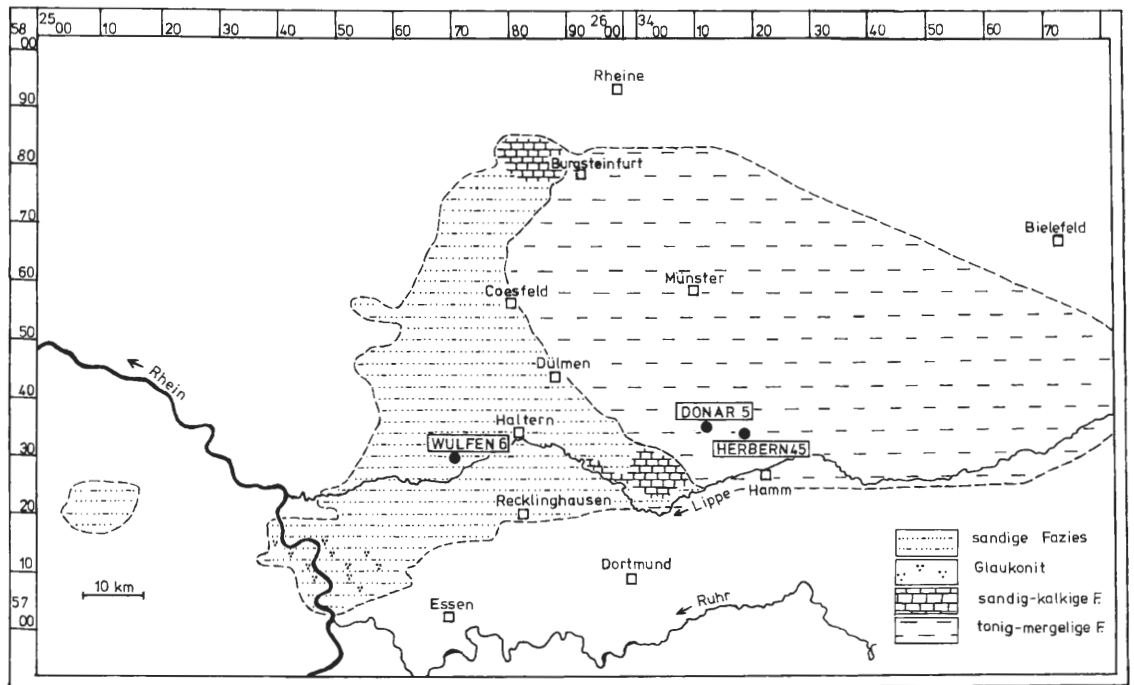 25 26 34
00 10 20 30 40 50 60 70 80 90 00 00 10 20 30 40 50 60 70
58
00
90
80
70
60
50
40
30
20
10
57
00
Rheine
Burgsteinfurt
Bielefeld
Münster
Coesfeld
Rhein
Dülmen
DONAR 5
Haltern
WULFEN 6
HERBERN 45
Hamm
Lippe
Recklinghausen
Dortmund
Essen
Ruhr
10 km
sandige Fazies
Glaukonit
sandig-kalkige F.
tonig-mergelige F.